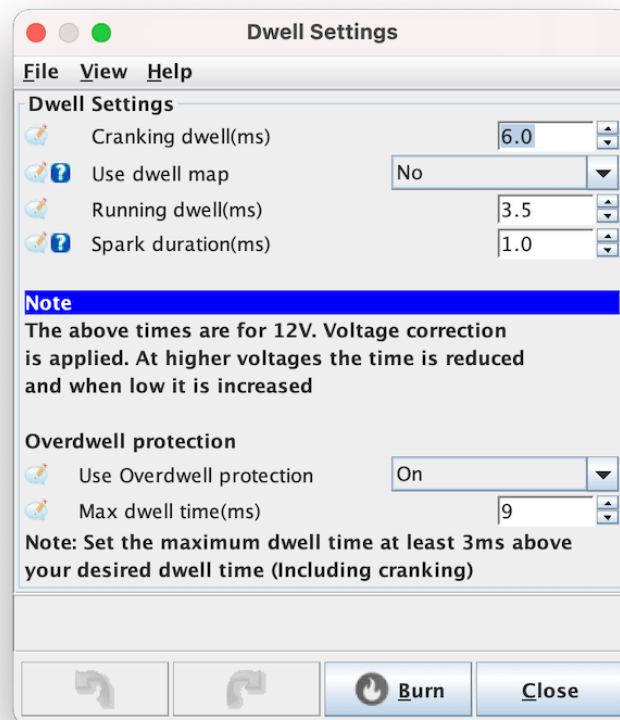 Dwell Settings
File View Help
Dwell Settings
Cranking dwell(ms) 6.0
? Use dwell map No
Running dwell(ms) 3.5
? Spark duration(ms) 1.0
Note
The above times are for 12V. Voltage correction
is applied. At higher voltages the time is reduced
and when low it is increased
Overdwell protection
Use Overdwell protection On
Max dwell time(ms) 9
Note: Set the maximum dwell time at least 3ms above
your desired dwell time (Including cranking)
Burn Close